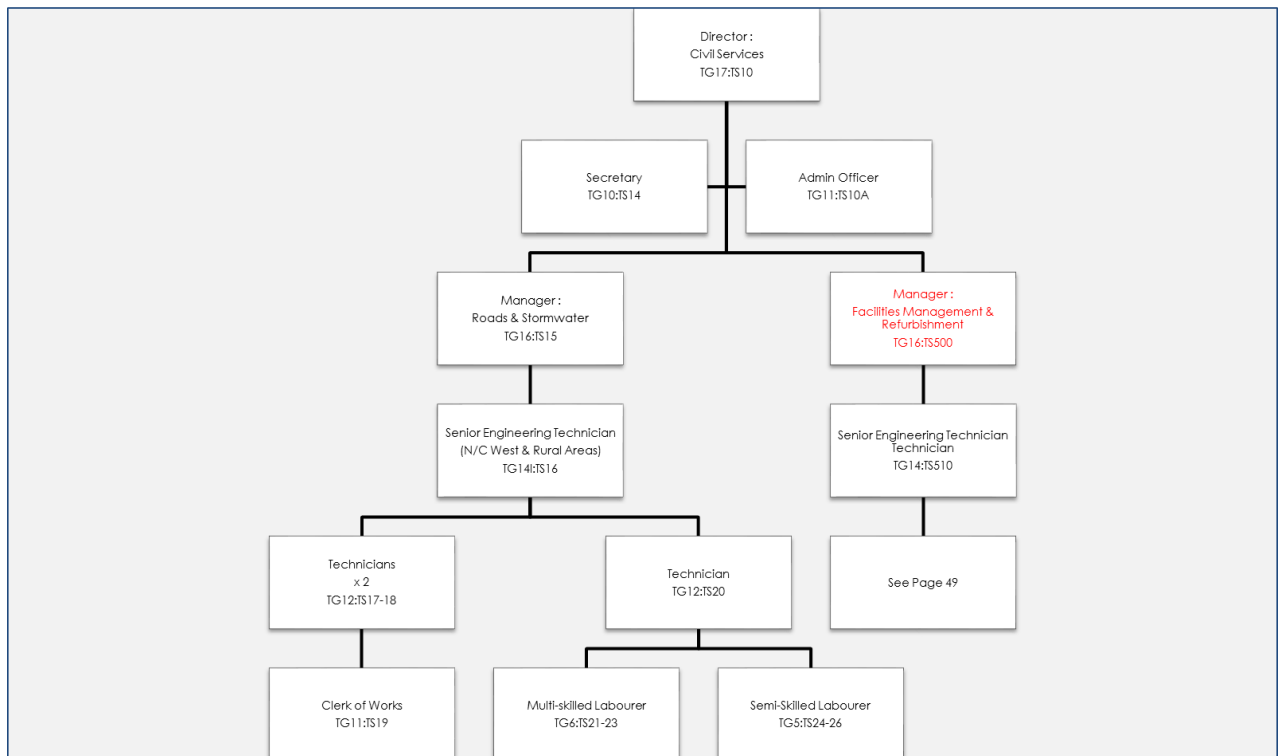 Director :
Civil Services
TG17:TS10
Secretary
TG10:TS14
Admin Officer
TG11:TS10A
Manager :
Roads & Stormwater
TG16:TS15
Manager :
Facilities Management &
Refurbishment
TG16:TS500
Senior Engineering Technician
(N/C West & Rural Areas)
TG14I:TS16
Senior Engineering Technician
Technician
TG14:TS510
Technicians
x 2
TG12:TS17-18
Technician
TG12:TS20
See Page 49
Clerk of Works
TG11:TS19
Multi-skilled Labourer
TG6:TS21-23
Semi-Skilled Labourer
TG5:TS24-26